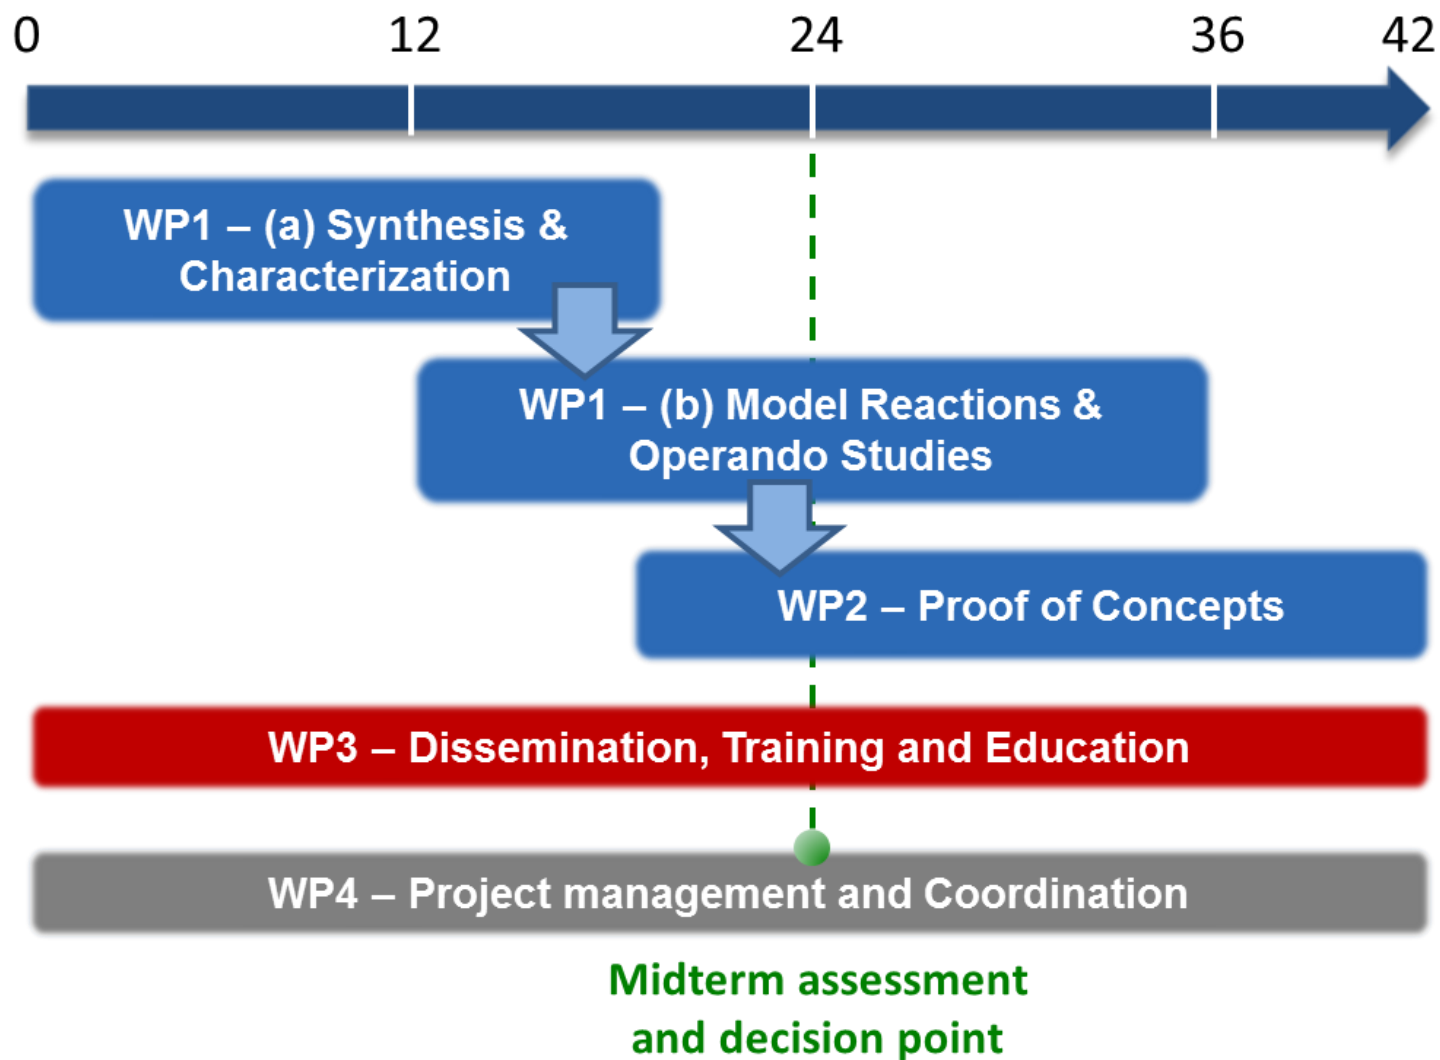 0 12 24 36 42
WP1 – (a) Synthesis &
Characterization
WP1 – (b) Model Reactions &
Operando Studies
WP2 – Proof of Concepts
WP3 – Dissemination, Training and Education
WP4 – Project management and Coordination
Midterm assessment
and decision point